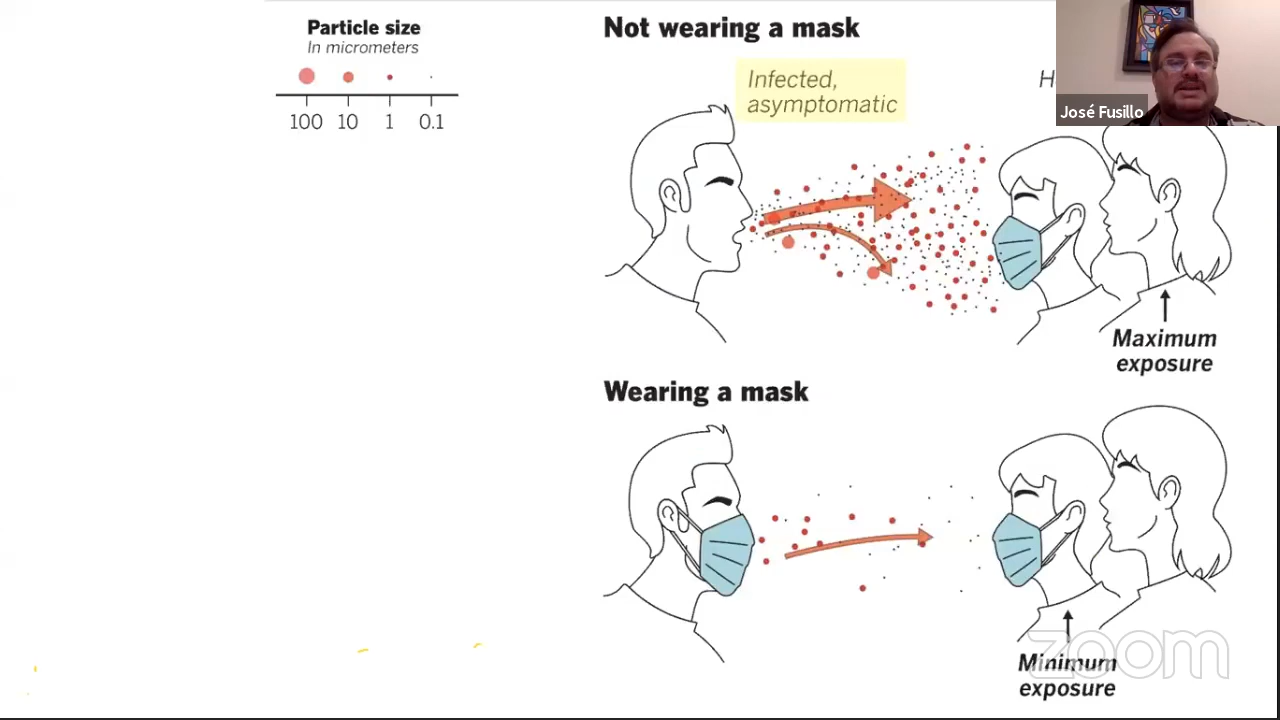 Particle size
In micrometers
100 10 1 0.1
Not wearing a mask
Infected,
asymptomatic
H
José Fusillo
Maximum
exposure
Wearing a mask
Minimum
exposure
zoom